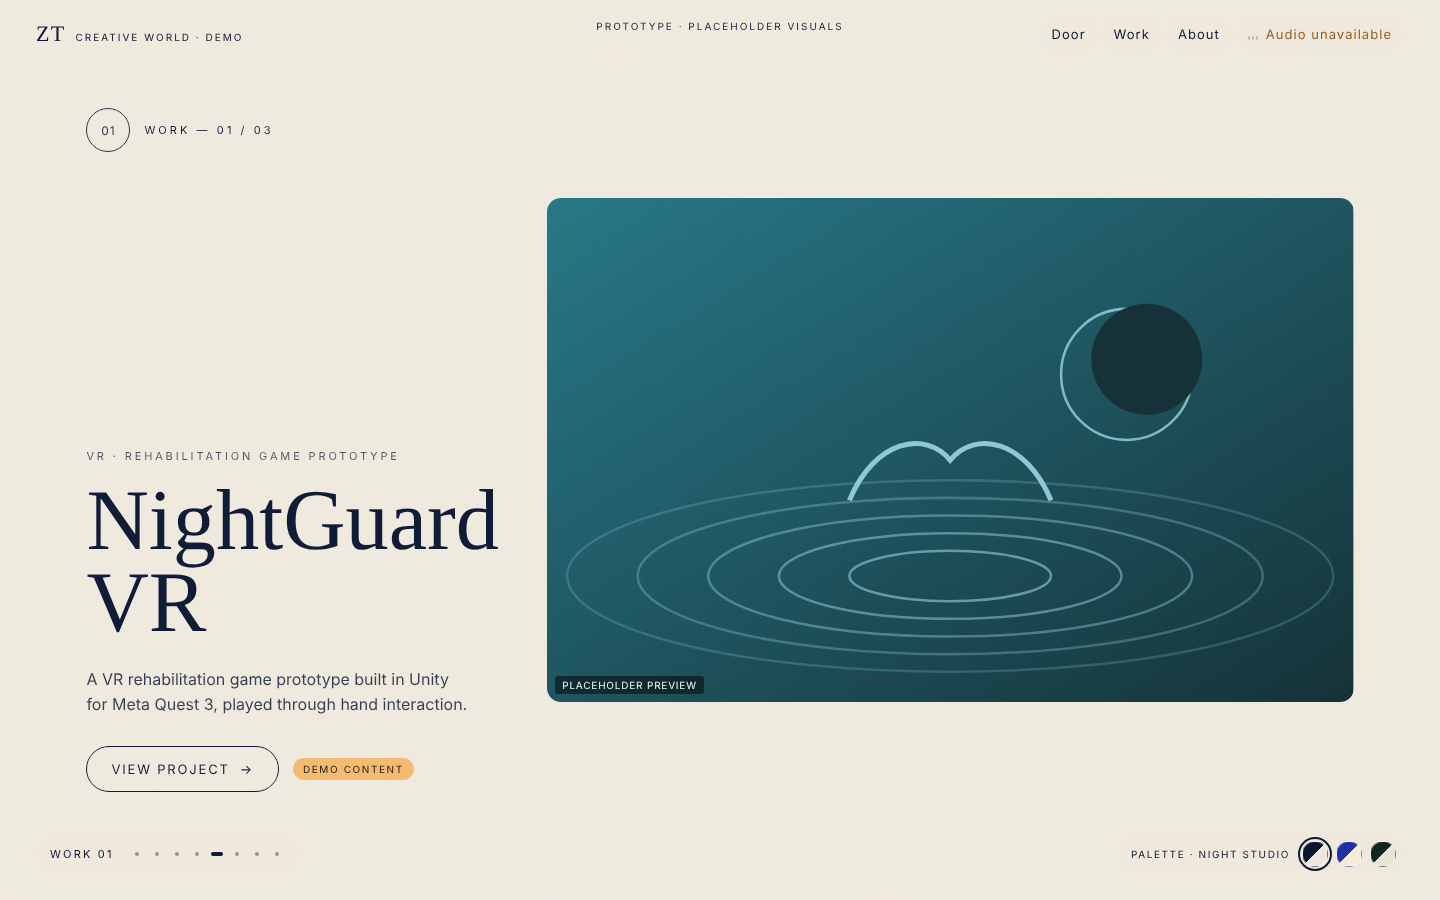 ZT CREATIVE WORLD · DEMO
PROTOTYPE · PLACEHOLDER VISUALS
Door Work About Audio unavailable
01 WORK — 01 / 03
VR · REHABILITATION GAME PROTOTYPE
NightGuard
VR
A VR rehabilitation game prototype built in Unity
for Meta Quest 3, played through hand interaction.
VIEW PROJECT →
DEMO CONTENT
PLACEHOLDER PREVIEW
WORK 01
PALETTE · NIGHT STUDIO